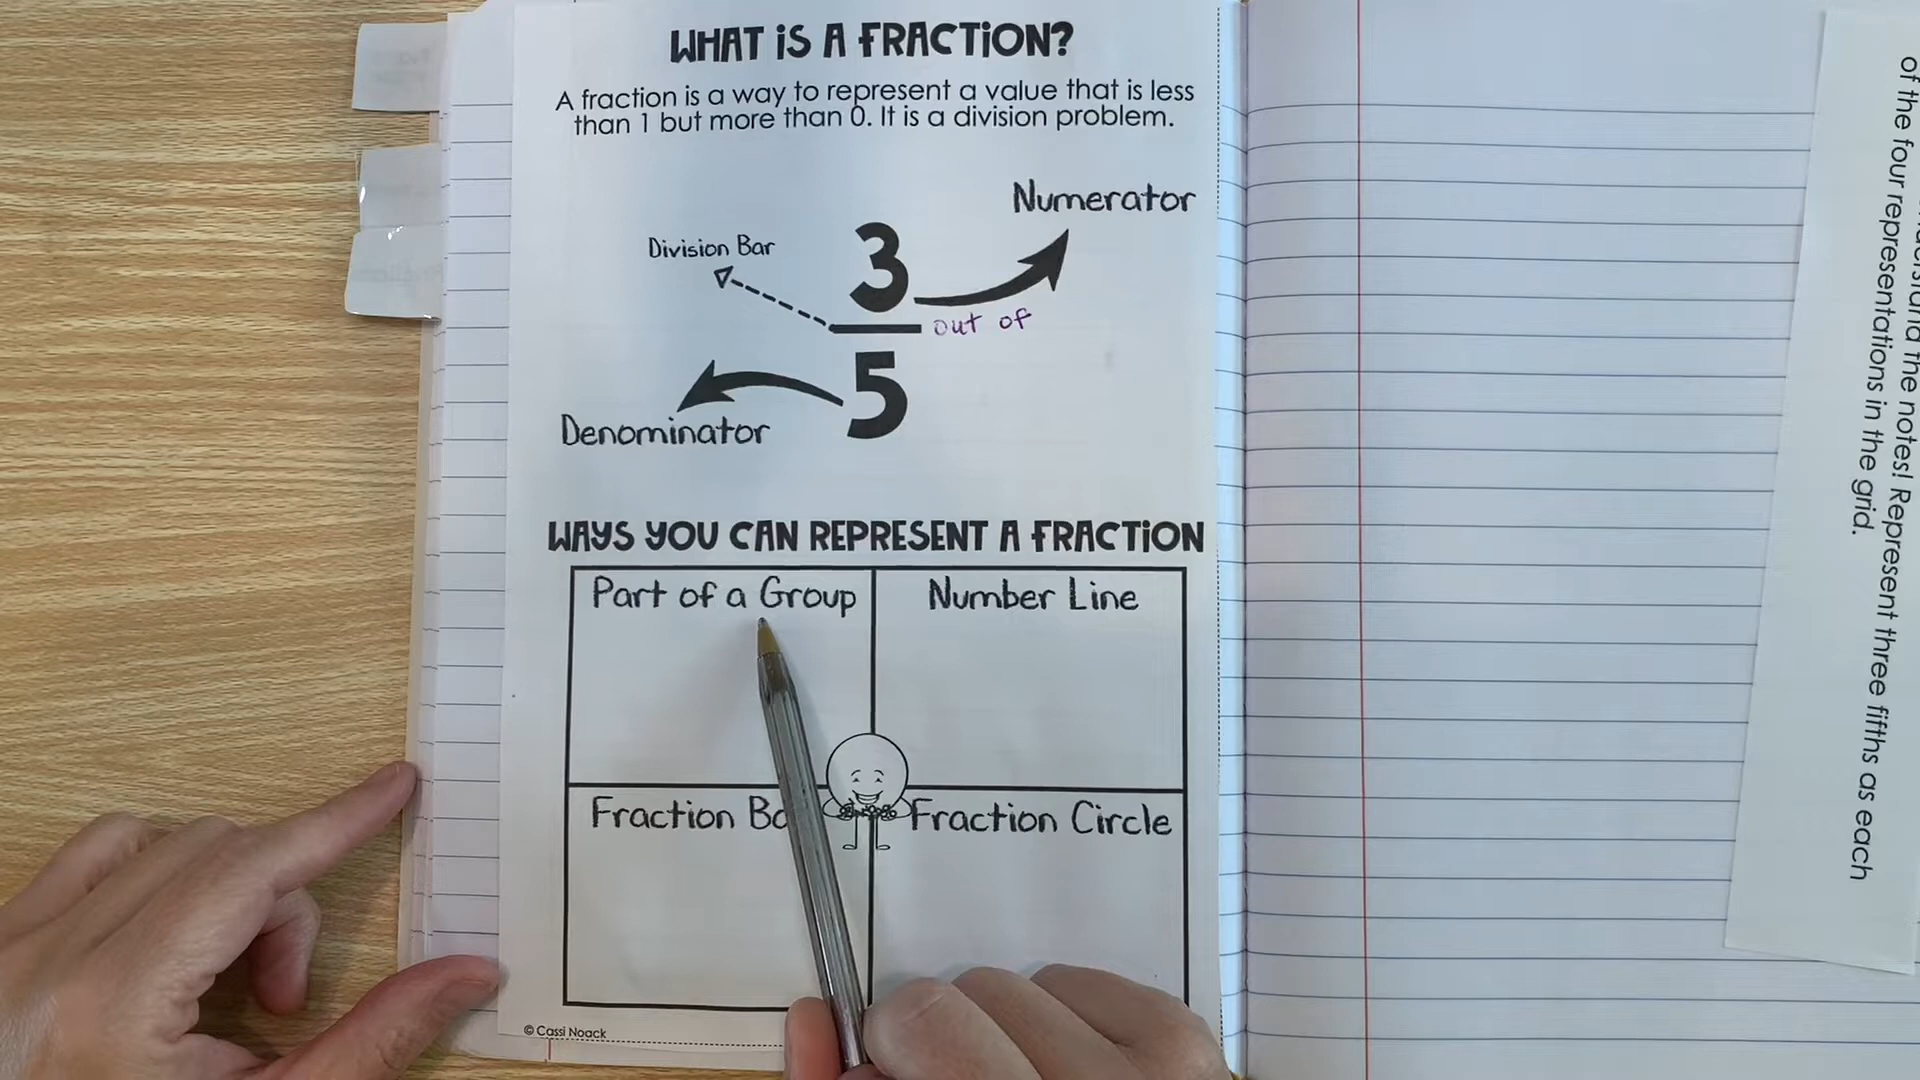 WHAT iS A FRACTiON?
A fraction is a way to represent a value that is less
than 1 but more than 0. It is a division problem.
Numerator
Division Bar
3
out of
5
Denominator
WAYS YOU CAN REPRESENT A FRACTiON
Part of a Group
Number Line
Fraction
Fraction Circle
© Cassi Noack
the notes! Represent three fifths as each
of the four representations in the grid.